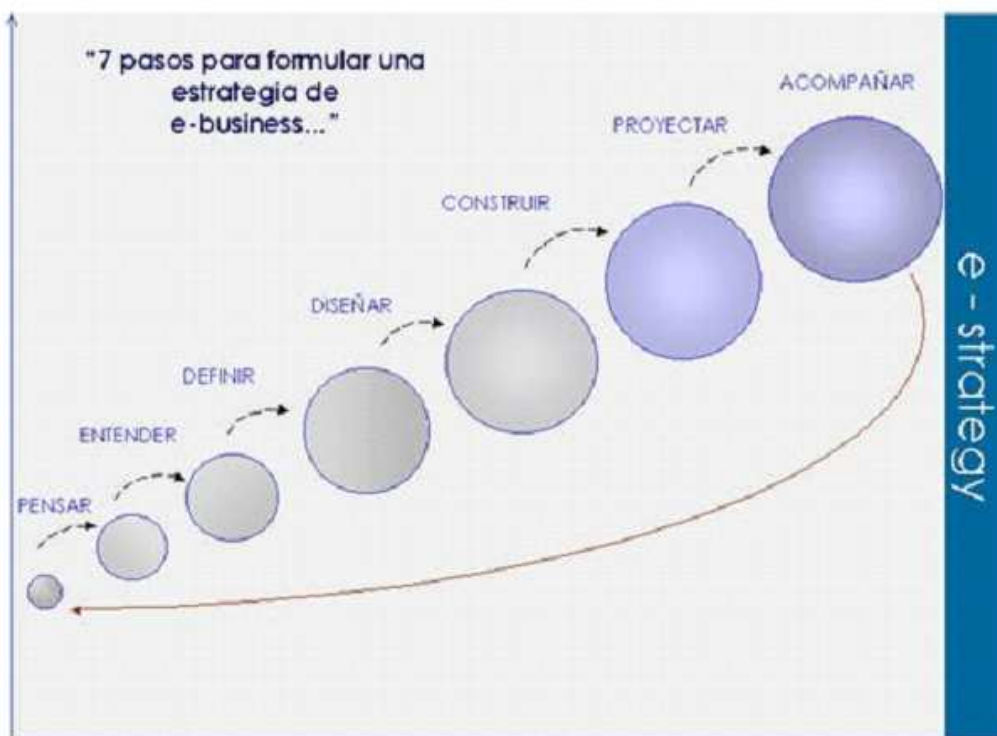 "7 pasos para formular una
estrategia de
e-business..."
ACOMPAÑAR
PROYECTAR
CONSTRUIR
DISEÑAR
DEFINIR
ENTENDER
PENSAR
e - strategy